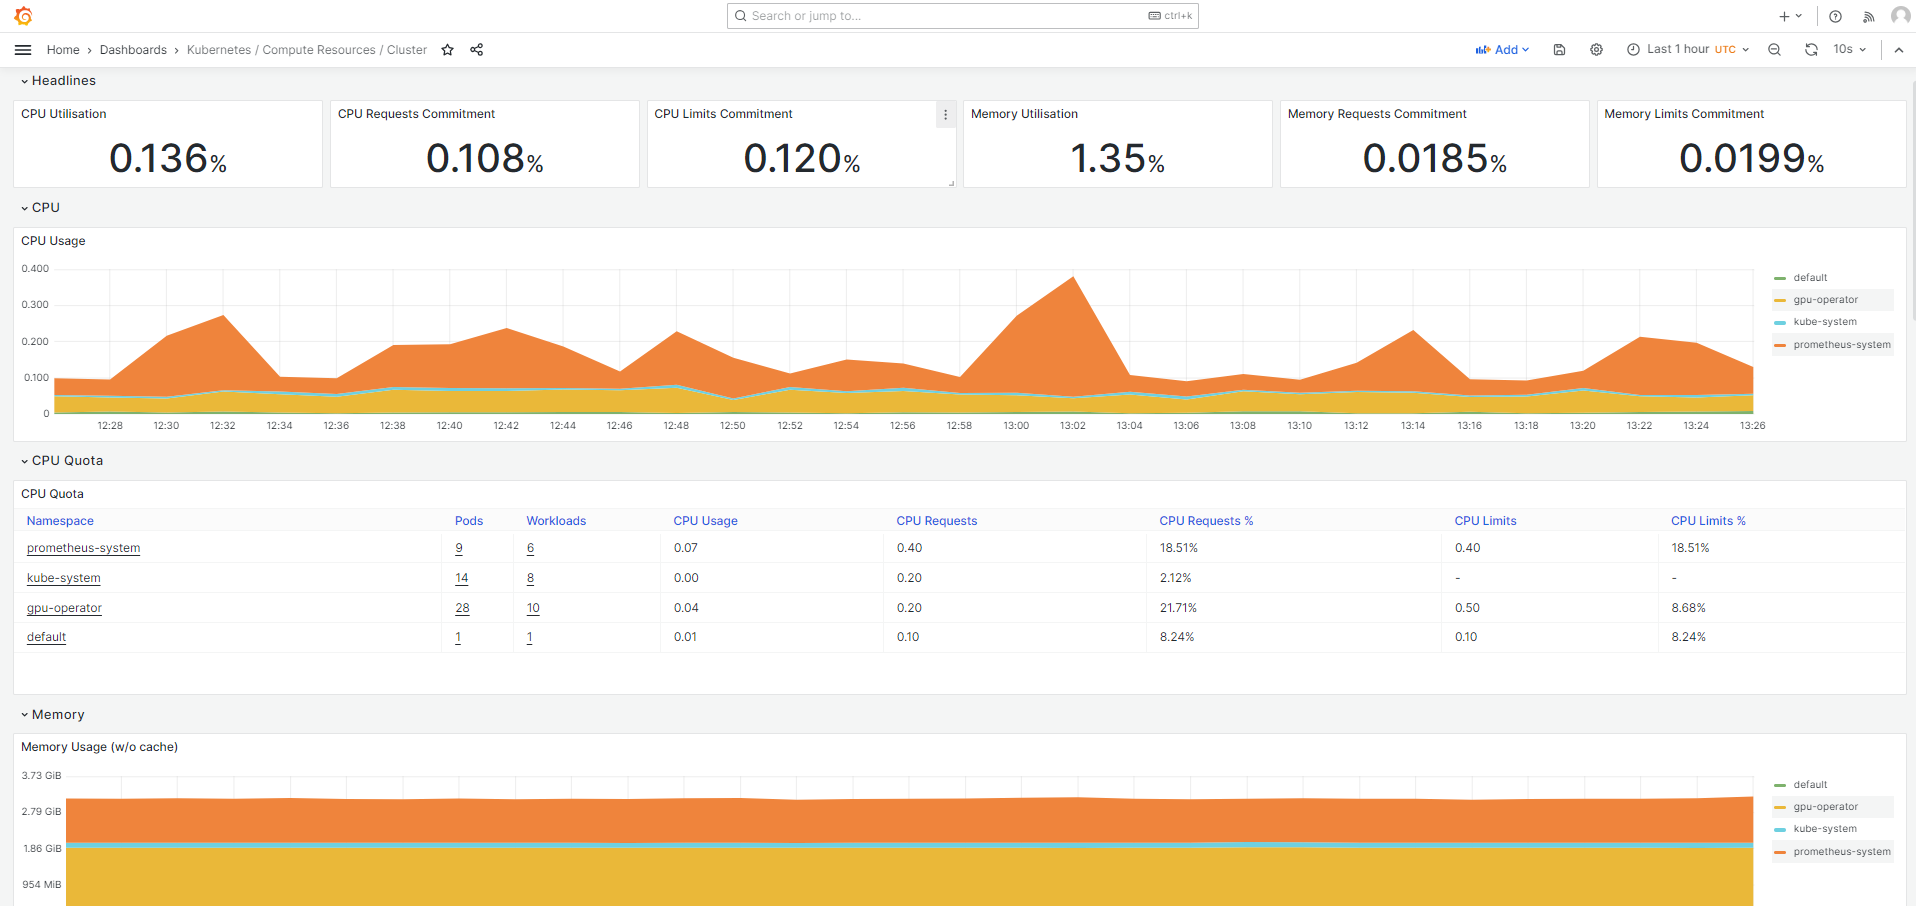 Search or jump to... ctrl+k
Home › Dashboards › Kubernetes / Compute Resources / Cluster Add Last 1 hour UTC 10s
Headlines
CPU Utilisation CPU Requests Commitment CPU Limits Commitment Memory Utilisation Memory Requests Commitment Memory Limits Commitment
0.136% 0.108% 0.120% 1.35% 0.0185% 0.0199%
CPU
CPU Usage
0.400
0.300
0.200
0.100
0
12:28 12:30 12:32 12:34 12:36 12:38 12:40 12:42 12:44 12:46 12:48 12:50 12:52 12:54 12:56 12:58 13:00 13:02 13:04 13:06 13:08 13:10 13:12 13:14 13:16 13:18 13:20 13:22 13:24 13:26
default
gpu-operator
kube-system
prometheus-system
CPU Quota
CPU Quota
Namespace Pods Workloads CPU Usage CPU Requests CPU Requests % CPU Limits CPU Limits %
prometheus-system 9 6 0.07 0.40 18.51% 0.40 18.51%
kube-system 14 8 0.00 0.20 2.12% - -
gpu-operator 28 10 0.04 0.20 21.71% 0.50 8.68%
default 1 1 0.01 0.10 8.24% 0.10 8.24%
Memory
Memory Usage (w/o cache)
3.73 GiB
2.79 GiB
1.86 GiB
954 MiB
default
gpu-operator
kube-system
prometheus-system